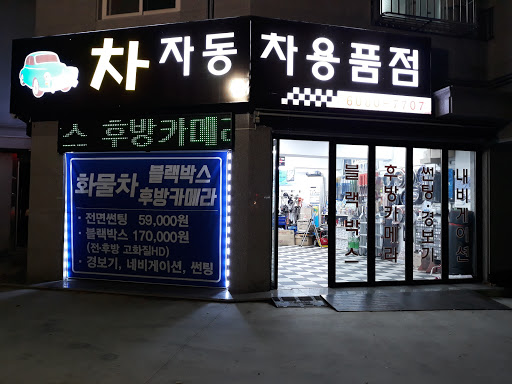 차 자동 차용품점
스 후방카메라
화물차 블랙박스
후방카메라
• 전면썬팅 59,000원
• 블랙박스 170,000원
(전·후방 고화질HD)
• 경보기, 네비게이션, 썬팅
블랙박스
후방카메라
썬팅 경보기
내비게이션